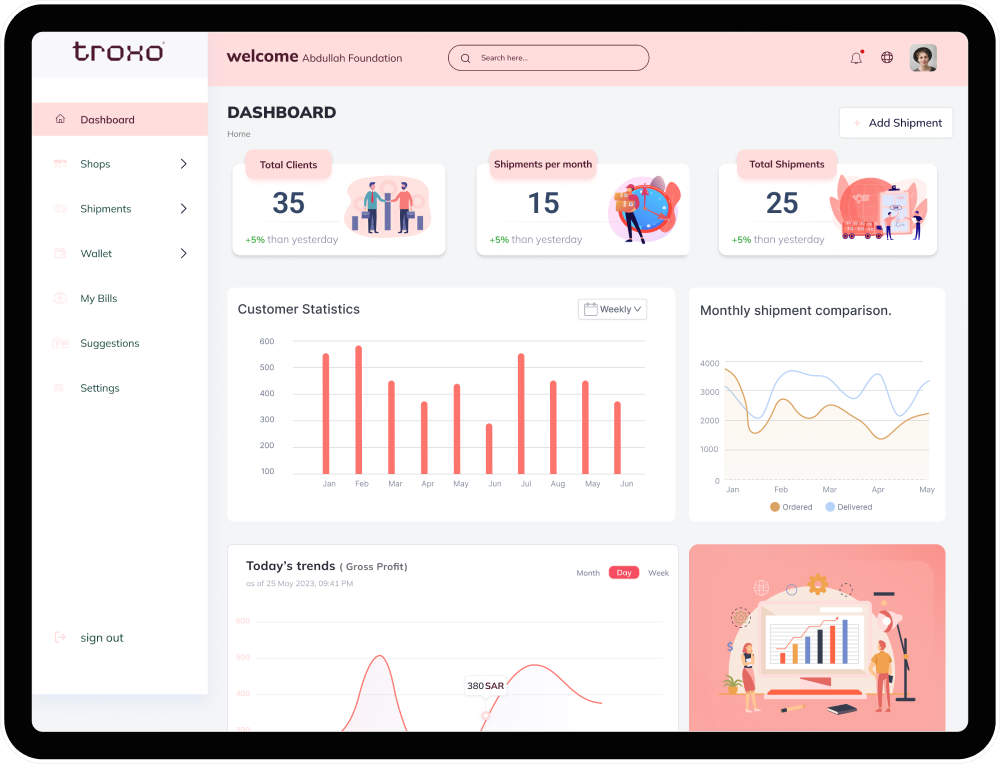 troxo
welcome Abdullah Foundation
Search here...
Dashboard
Shops
Shipments
Wallet
My Bills
Suggestions
Settings
sign out
DASHBOARD
Home
Add Shipment
Total Clients
35
+5% than yesterday
Shipments per month
15
+5% than yesterday
Total Shipments
25
+5% than yesterday
Customer Statistics
Weekly
600
500
400
300
200
100
Jan Feb Mar Apr May Jun Jul Aug May Jun
Monthly shipment comparison.
4000
3000
2000
1000
0
Jan Feb Mar Apr May
Ordered Delivered
Today's trends ( Gross Profit)
as of 25 May 2023, 09:41 PM
Month Day Week
600
500
400
300
380 SAR